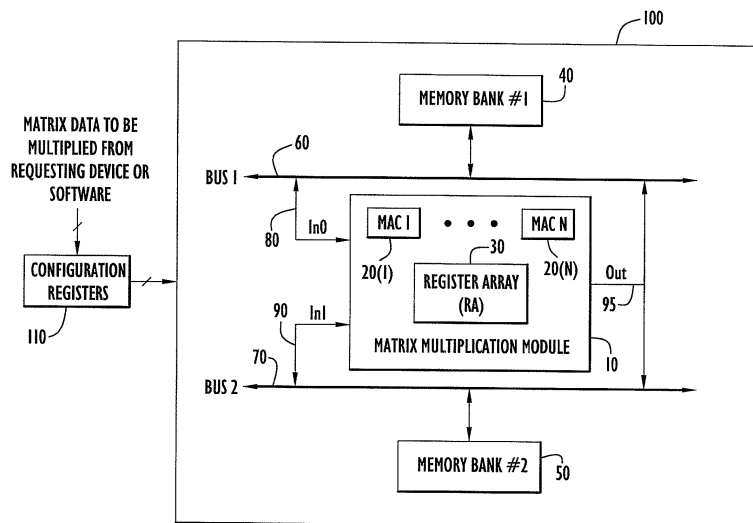 100
MEMORY BANK #1
40
MATRIX DATA TO BE
MULTIPLIED FROM
REQUESTING DEVICE OR
SOFTWARE
60
BUS 1
80
In0
MAC 1
• • •
MAC N
20(1)
30
20(N)
REGISTER ARRAY
(RA)
Out
95
CONFIGURATION
REGISTERS
110
90
In1
MATRIX MULTIPLICATION MODULE
10
70
BUS 2
MEMORY BANK #2
50